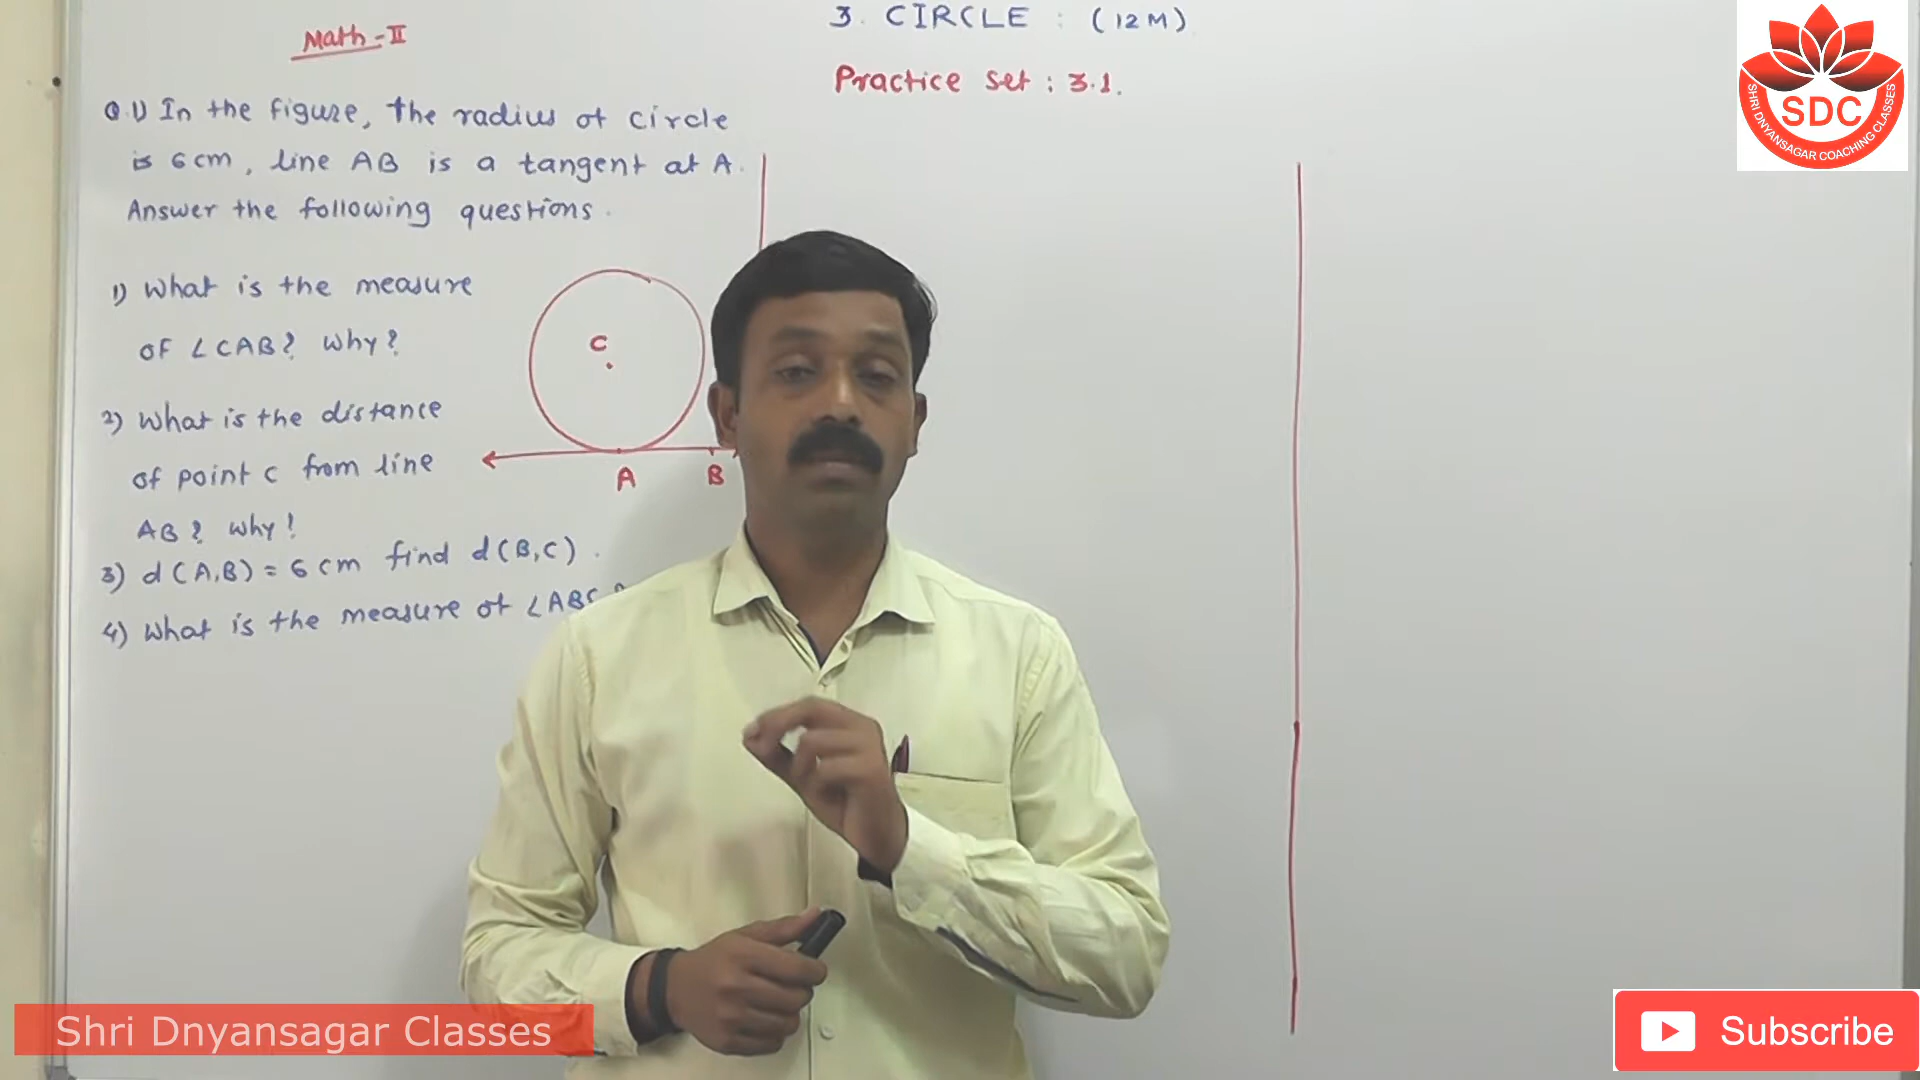 Math-II
3. CIRCLE : (12M)
Practice set : 3.1.
Q.1) In the figure, the radius of circle
is 6 cm, line AB is a tangent at A.
Answer the following questions.
1) What is the measure
of ∠CAB? Why?
2) What is the distance
of point C from line
AB? Why?
3) d(A,B) = 6 cm find d(B,C).
4) What is the measure of ∠ABC?
C
A
B
SDC
SHRI DNYANSAGAR COACHING CLASSES
Shri Dnyansagar Classes
Subscribe